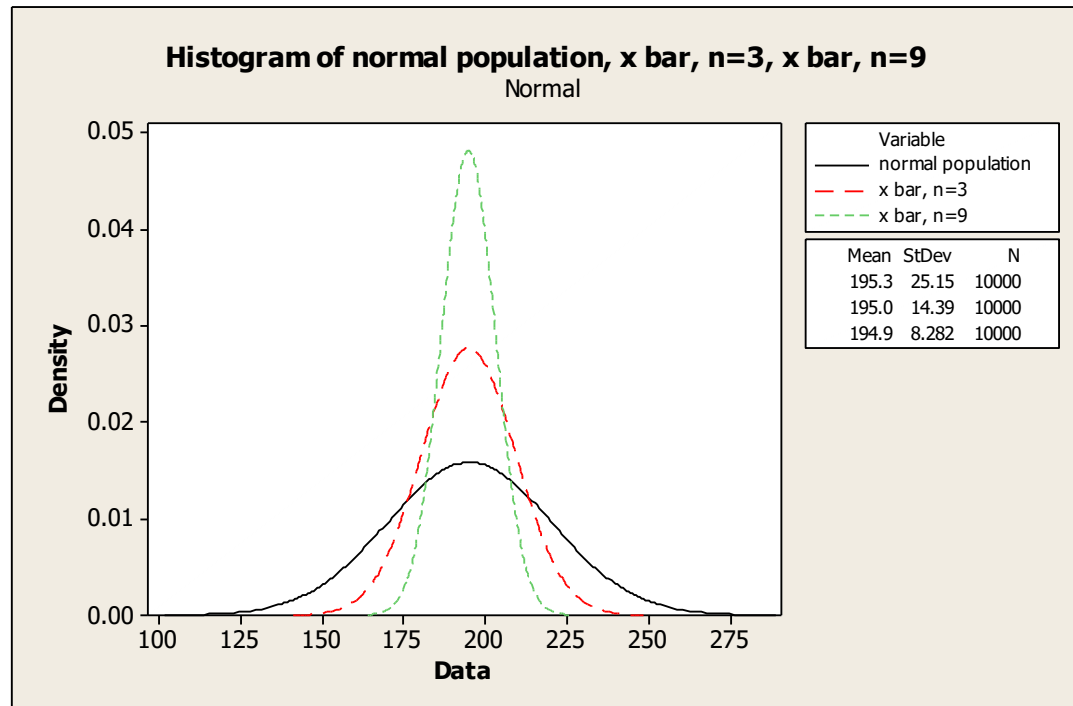 Histogram of normal population, x bar, n=3, x bar, n=9
Normal
0.05
0.04
0.03
0.02
0.01
0.00
Density
100 125 150 175 200 225 250 275
Data
Variable
normal population
x bar, n=3
x bar, n=9
Mean StDev N
195.3 25.15 10000
195.0 14.39 10000
194.9 8.282 10000